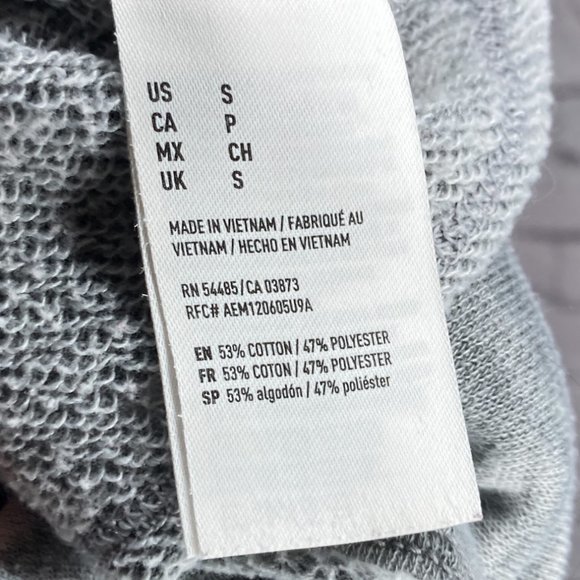 US S
CA P
MX CH
UK S
MADE IN VIETNAM / FABRIQUÉ AU
VIETNAM / HECHO EN VIETNAM
RN 54485 / CA 03873
RFC# AEM120605U9A
EN 53% COTTON / 47% POLYESTER
FR 53% COTON / 47% POLYESTER
SP 53% algodón / 47% poliéster